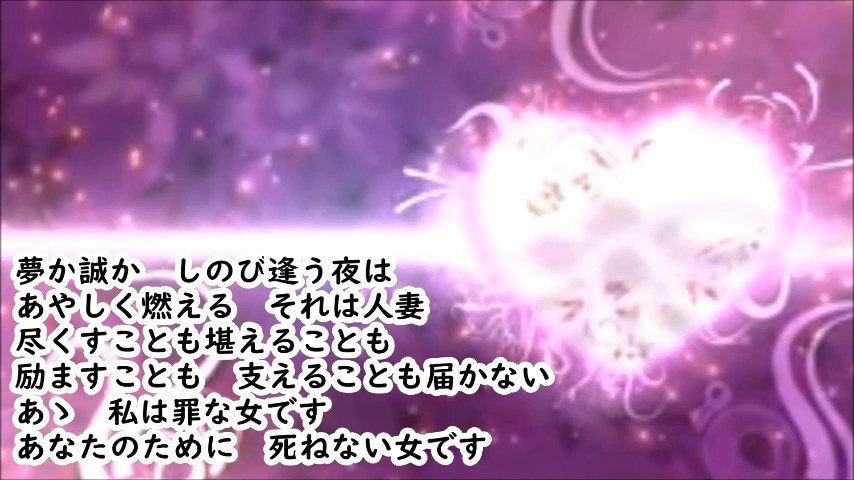 夢か誠か　しのび逢う夜は
あやしく燃える　それは人妻
尽くすことも堪えることも
励ますことも　支えることも届かない
あゝ　私は罪な女です
あなたのために　死ねない女です